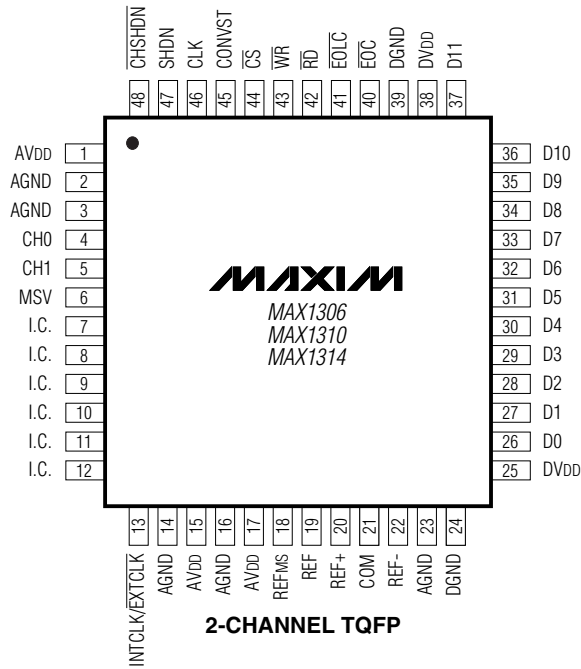 CHSHDN
SHDN
CLK
CONVST
CS
WR
RD
EOLC
EOC
DGND
DVDD
D11
48
47
46
45
44
43
42
41
40
39
38
37
AVDD 1
AGND 2
AGND 3
CH0 4
CH1 5
MSV 6
I.C. 7
I.C. 8
I.C. 9
I.C. 10
I.C. 11
I.C. 12
MAXIM
MAX1306
MAX1310
MAX1314
36 D10
35 D9
34 D8
33 D7
32 D6
31 D5
30 D4
29 D3
28 D2
27 D1
26 D0
25 DVDD
13
14
15
16
17
18
19
20
21
22
23
24
INTCLK/EXTCLK
AGND
AVDD
AGND
AVDD
REFMS
REF
REF+
COM
REF-
AGND
DGND
2-CHANNEL TQFP